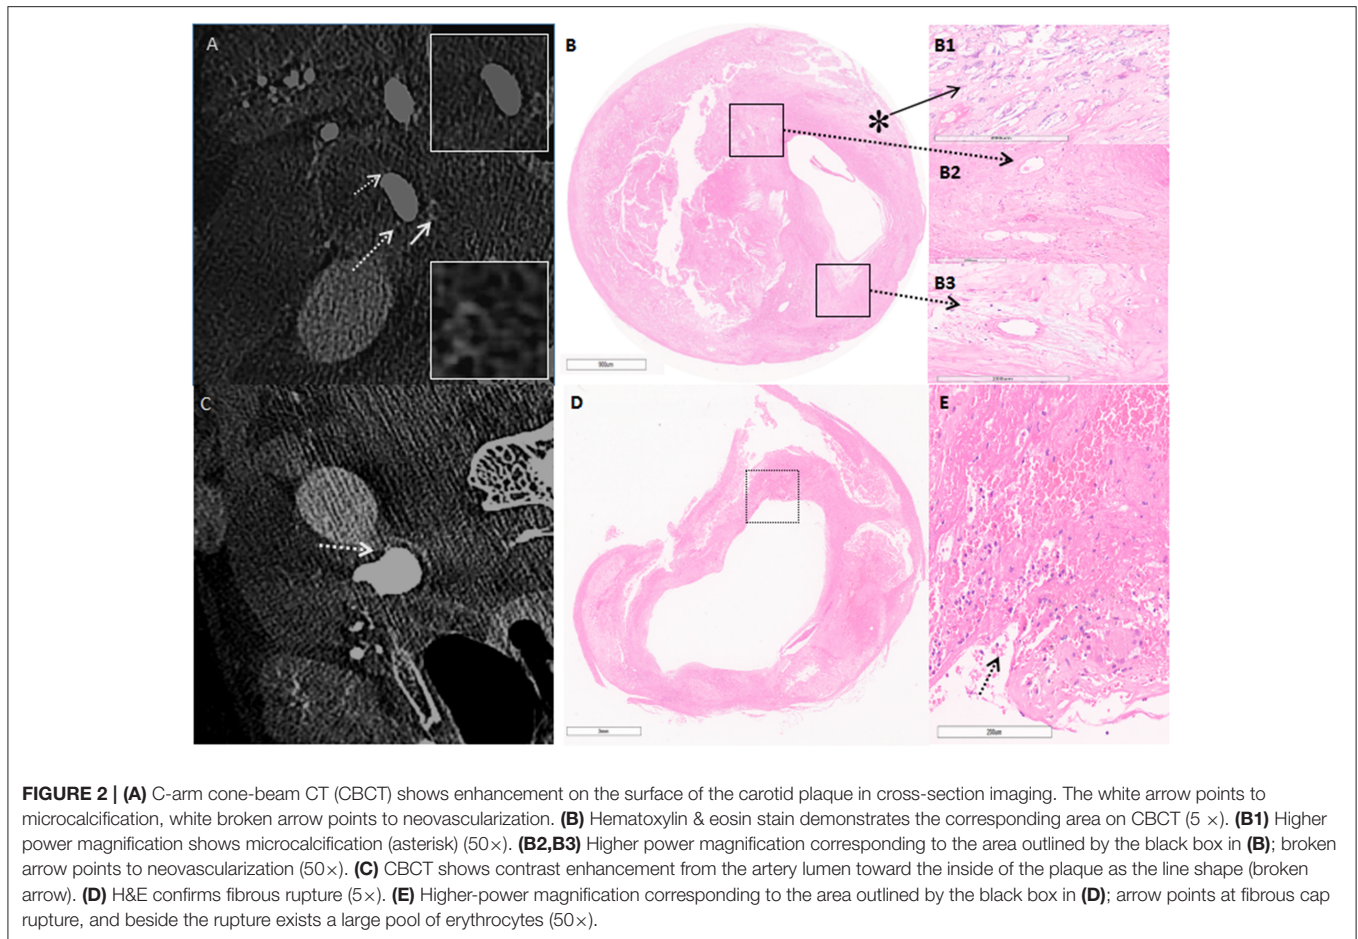 A
B
B1
B2
B3
900um
C
D
E
3mm
200um
FIGURE 2 | (A) C-arm cone-beam CT (CBCT) shows enhancement on the surface of the carotid plaque in cross-section imaging. The white arrow points to
microcalcification, white broken arrow points to neovascularization. (B) Hematoxylin & eosin stain demonstrates the corresponding area on CBCT (5 ×). (B1) Higher
power magnification shows microcalcification (asterisk) (50×). (B2,B3) Higher power magnification corresponding to the area outlined by the black box in (B); broken
arrow points to neovascularization (50×). (C) CBCT shows contrast enhancement from the artery lumen toward the inside of the plaque as the line shape (broken
arrow). (D) H&E confirms fibrous rupture (5×). (E) Higher-power magnification corresponding to the area outlined by the black box in (D); arrow points at fibrous cap
rupture, and beside the rupture exists a large pool of erythrocytes (50×).